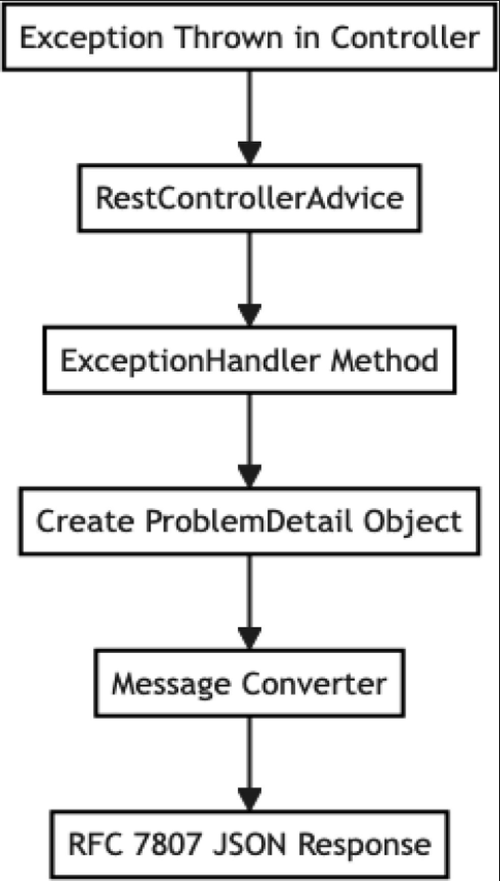 Exception Thrown in Controller
RestControllerAdvice
ExceptionHandler Method
Create ProblemDetail Object
Message Converter
RFC 7807 JSON Response